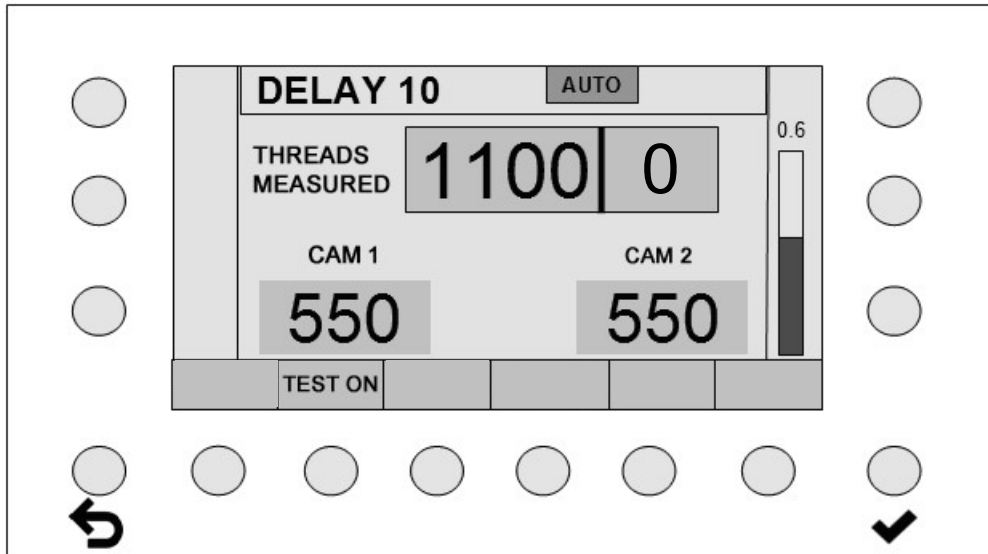 DELAY 10
AUTO
0.6
THREADS
MEASURED
1100
0
CAM 1
CAM 2
550
550
TEST ON